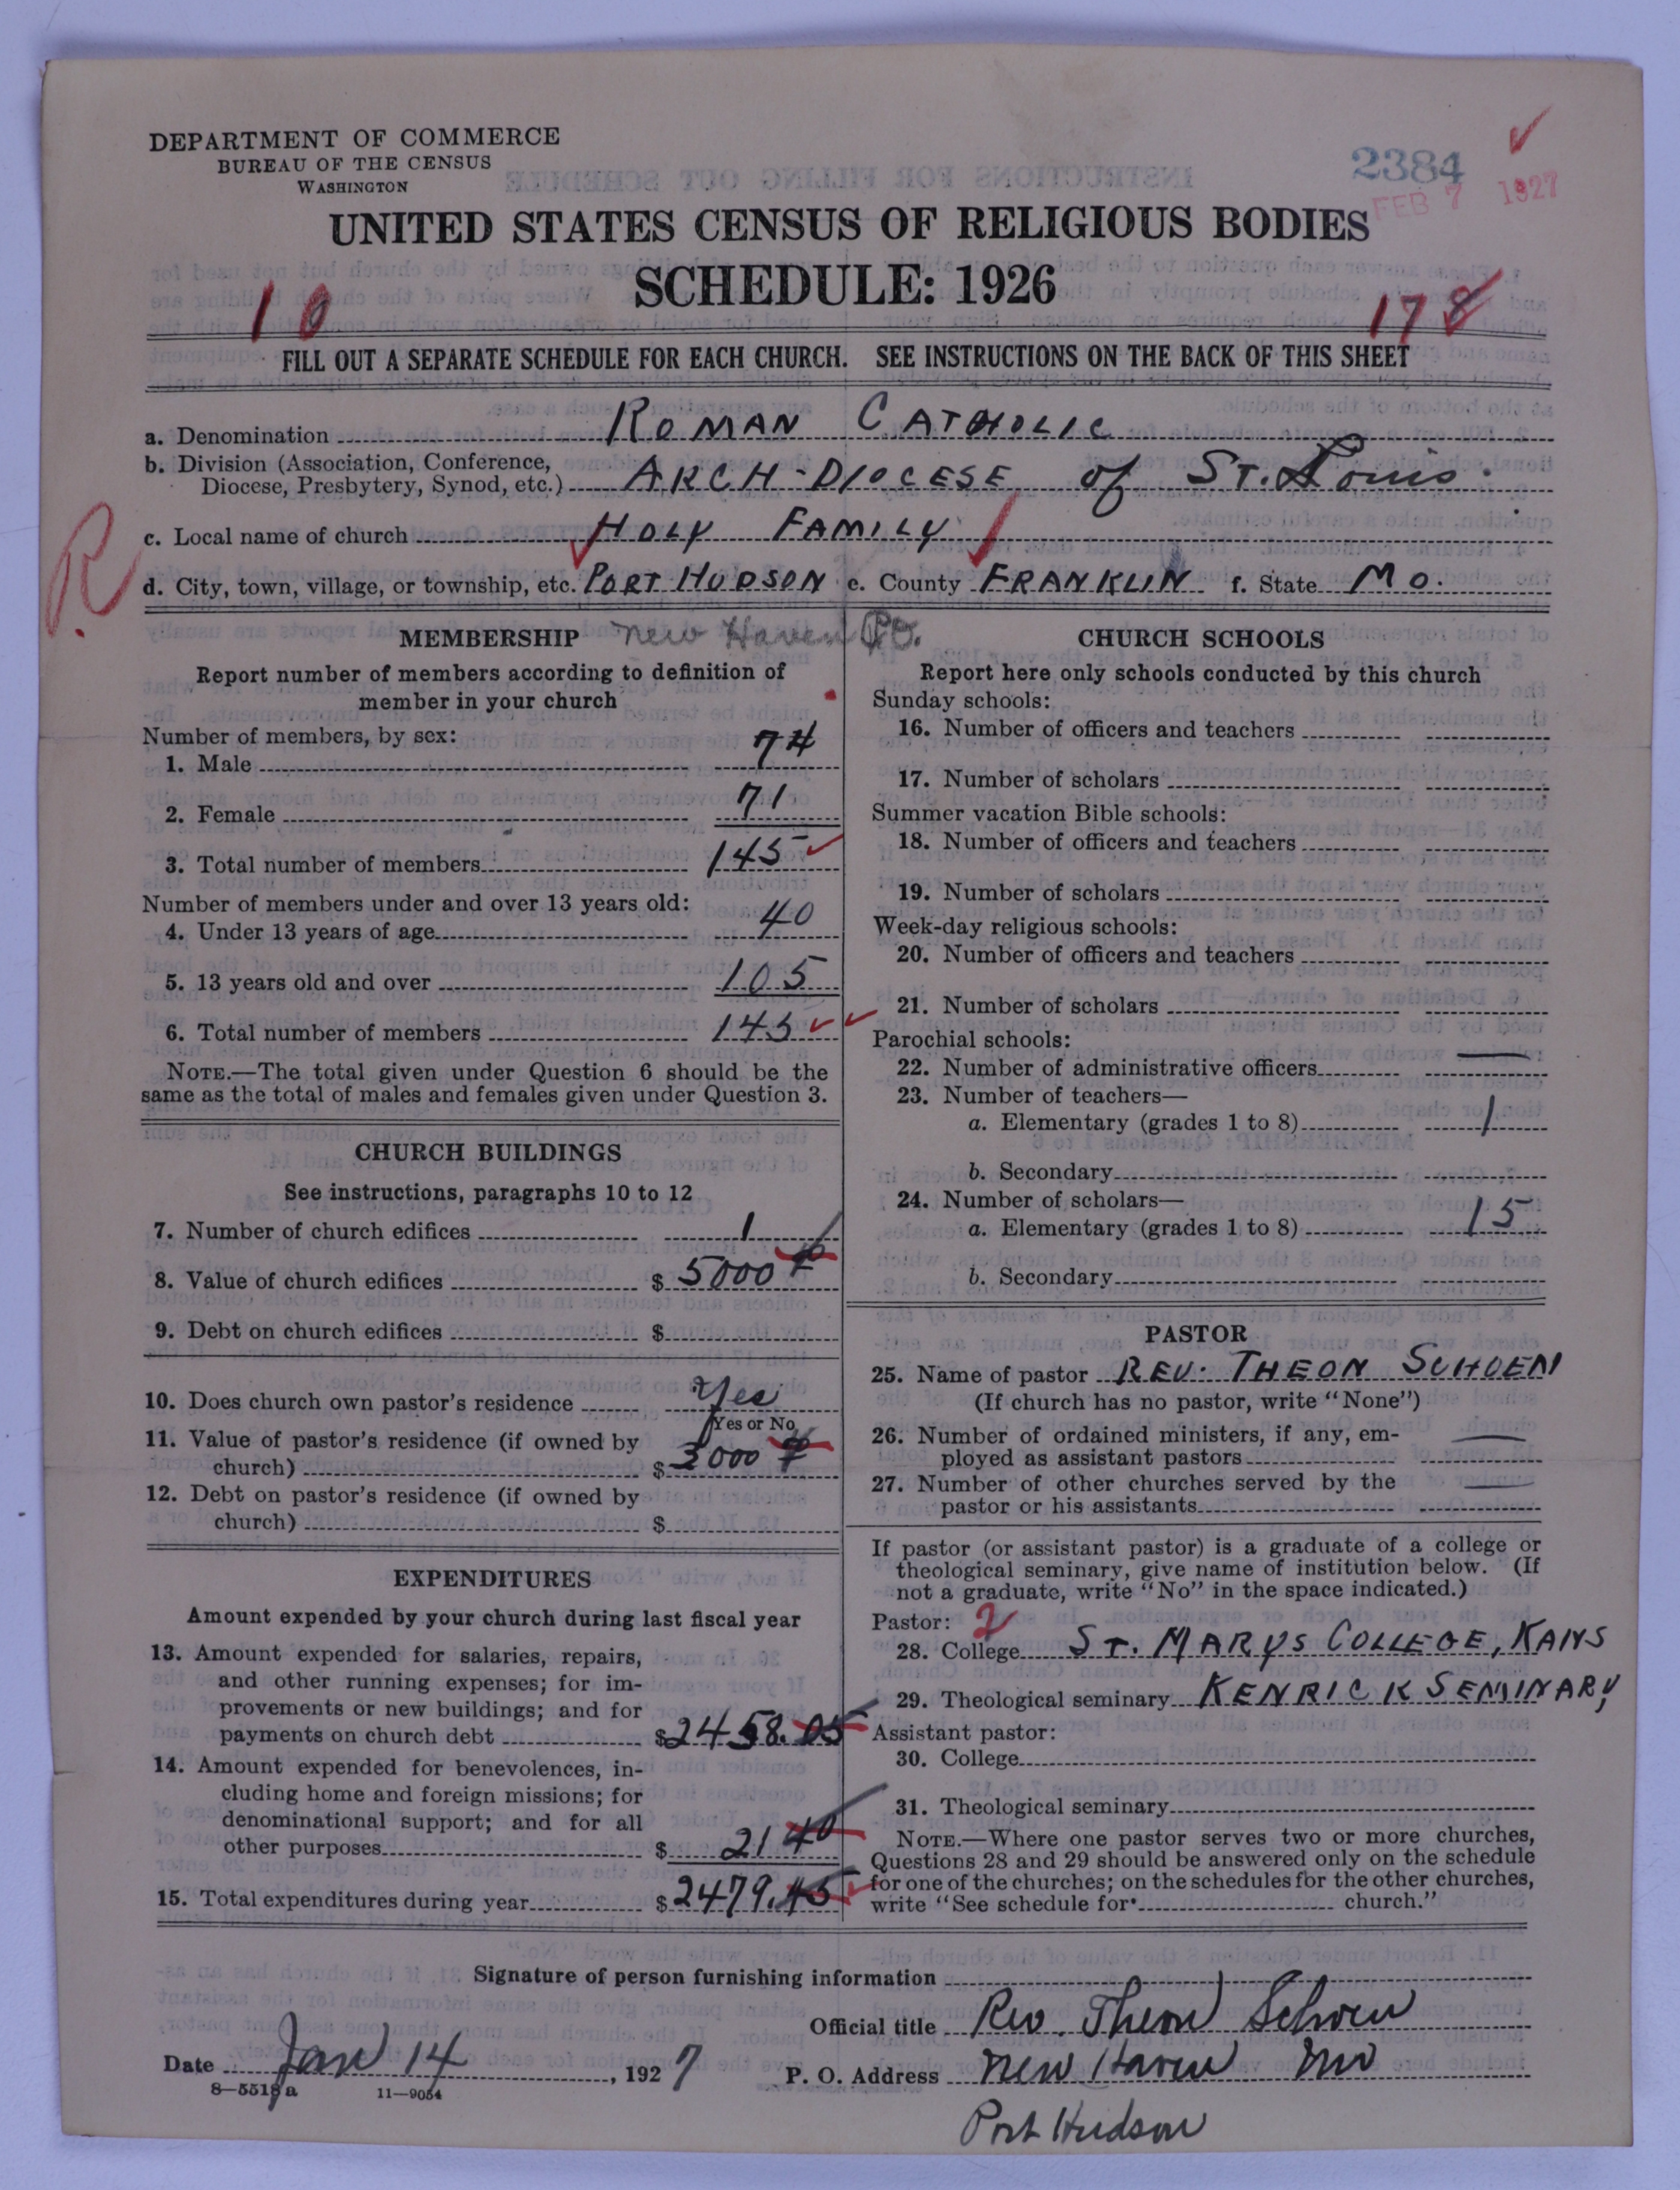 DEPARTMENT OF COMMERCE
BUREAU OF THE CENSUS
WASHINGTON
2384
FEB 7 1927
UNITED STATES CENSUS OF RELIGIOUS BODIES
SCHEDULE: 1926
10
178
FILL OUT A SEPARATE SCHEDULE FOR EACH CHURCH. SEE INSTRUCTIONS ON THE BACK OF THIS SHEET
a. Denomination ROMAN CATHOLIC
b. Division (Association, Conference,
Diocese, Presbytery, Synod, etc.) ARCH-DIOCESE of ST. Louis.
R.
c. Local name of church HOLY FAMILY
d. City, town, village, or township, etc. PORT HUDSON e. County FRANKLIN f. State MO.
MEMBERSHIP New Haven PO.
Report number of members according to definition of
member in your church
Number of members, by sex:
1. Male 74
2. Female 71
3. Total number of members 145
Number of members under and over 13 years old:
4. Under 13 years of age 40
5. 13 years old and over 105
6. Total number of members 145
NOTE.—The total given under Question 6 should be the
same as the total of males and females given under Question 3.
CHURCH BUILDINGS
See instructions, paragraphs 10 to 12
7. Number of church edifices 1
8. Value of church edifices $ 5000
9. Debt on church edifices $
10. Does church own pastor's residence Yes
Yes or No
11. Value of pastor's residence (if owned by
church) $ 3000
12. Debt on pastor's residence (if owned by
church) $
EXPENDITURES
Amount expended by your church during last fiscal year
13. Amount expended for salaries, repairs,
and other running expenses; for im-
provements or new buildings; and for
payments on church debt $2458.05
14. Amount expended for benevolences, in-
cluding home and foreign missions; for
denominational support; and for all
other purposes $ 21 40
15. Total expenditures during year $2479.45
CHURCH SCHOOLS
Report here only schools conducted by this church
Sunday schools:
16. Number of officers and teachers
17. Number of scholars
Summer vacation Bible schools:
18. Number of officers and teachers
19. Number of scholars
Week-day religious schools:
20. Number of officers and teachers
21. Number of scholars
Parochial schools:
22. Number of administrative officers —
23. Number of teachers—
a. Elementary (grades 1 to 8) 1
b. Secondary
24. Number of scholars—
a. Elementary (grades 1 to 8) 15
b. Secondary
PASTOR
25. Name of pastor REV. THEON SCHOEN
(If church has no pastor, write "None")
26. Number of ordained ministers, if any, em-
ployed as assistant pastors —
27. Number of other churches served by the
pastor or his assistants —
If pastor (or assistant pastor) is a graduate of a college or
theological seminary, give name of institution below. (If
not a graduate, write "No" in the space indicated.)
Pastor: 2
28. College ST. MARYS COLLEGE, KANS
29. Theological seminary KENRICK SEMINARY
Assistant pastor:
30. College
31. Theological seminary
NOTE.—Where one pastor serves two or more churches,
Questions 28 and 29 should be answered only on the schedule
for one of the churches; on the schedules for the other churches,
write "See schedule for church."
Signature of person furnishing information
Official title Rev. Theon Schoen
Date Jan 14, 1927 P. O. Address New Haven Mo
8—5518a 11—9054
Port Hudson